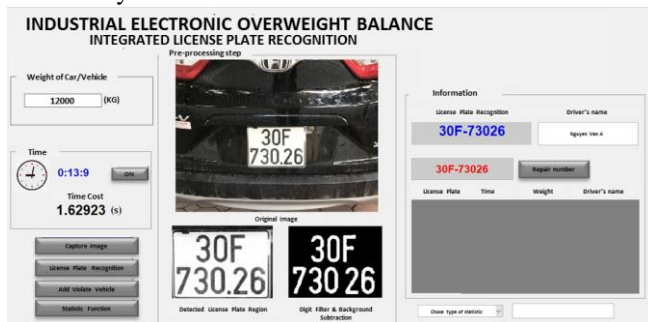 INDUSTRIAL ELECTRONIC OVERWEIGHT BALANCE
INTEGRATED LICENSE PLATE RECOGNITION
Pre-processing step
Weight of Car/Vehicle
12000 (KG)
Time
0:13:9 ON
Time Cost
1.62923 (s)
Capture Image
License Plate Recognition
Add Violate Vehicle
Statistic Function
30F
730.26
Original Image
30F
730.26
Detected License Plate Region
30F
730 26
Digit Filter & Background
Subtraction
Information
License Plate Recognition Driver's name
30F-73026 Nguyen Van A
30F-73026 Repair number
License Plate Time Weight Driver's name
Chose type of statistic